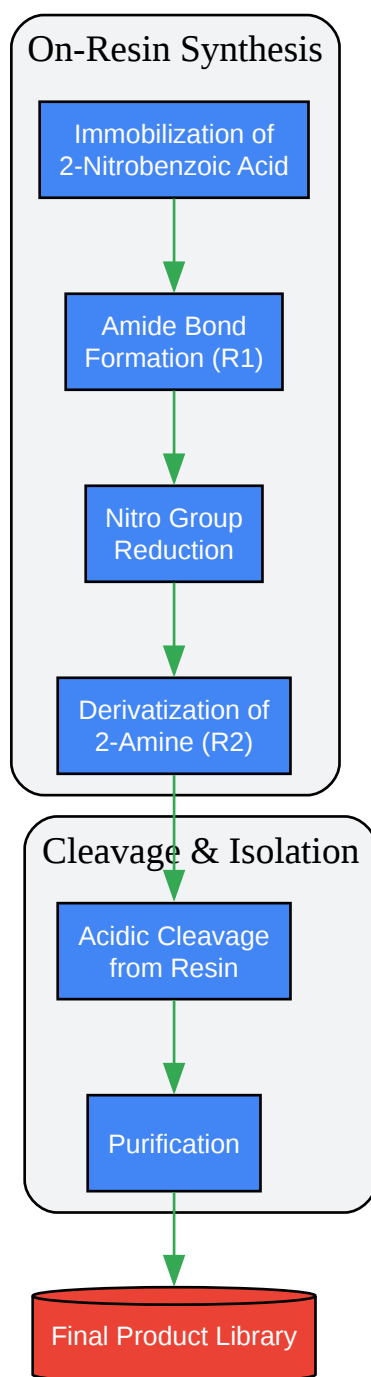 On-Resin Synthesis
Immobilization of
2-Nitrobenzoic Acid
Amide Bond
Formation (R1)
Nitro Group
Reduction
Derivatization of
2-Amine (R2)
Cleavage & Isolation
Acidic Cleavage
from Resin
Purification
Final Product Library